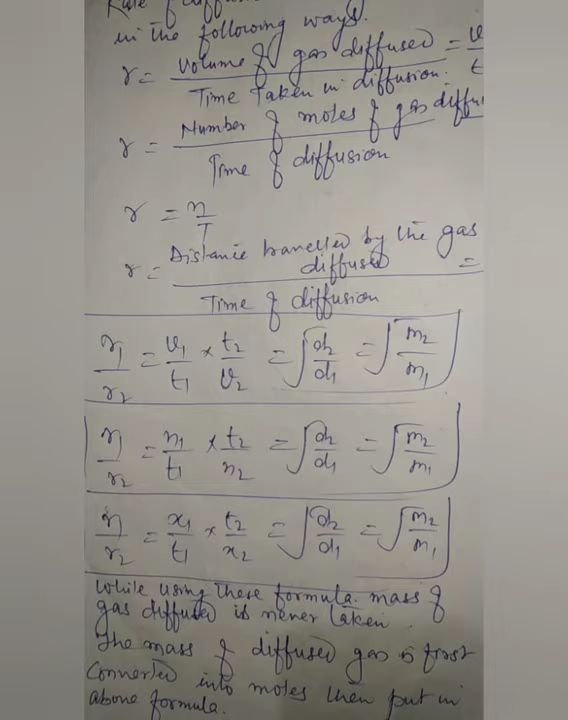 Rate of diffus
in the following ways.
r = Volume of gas diffused / Time Taken in diffusion. = v / t
r = Number of moles of gas diffu / Time of diffusion
r = n / T
r = Distance travelled by the gas diffused / Time of diffusion =
r1 / r2 = v1 / t1 × t2 / v2 = √d2 / d1 = √m2 / m1
r1 / r2 = n1 / t1 × t2 / n2 = √d2 / d1 = √m2 / m1
r1 / r2 = x1 / t1 × t2 / x2 = √d2 / d1 = √m2 / m1
While using these formula mass of
gas diffused is never taken
The mass of diffused gas is first
Converted into moles then put in
above formula.